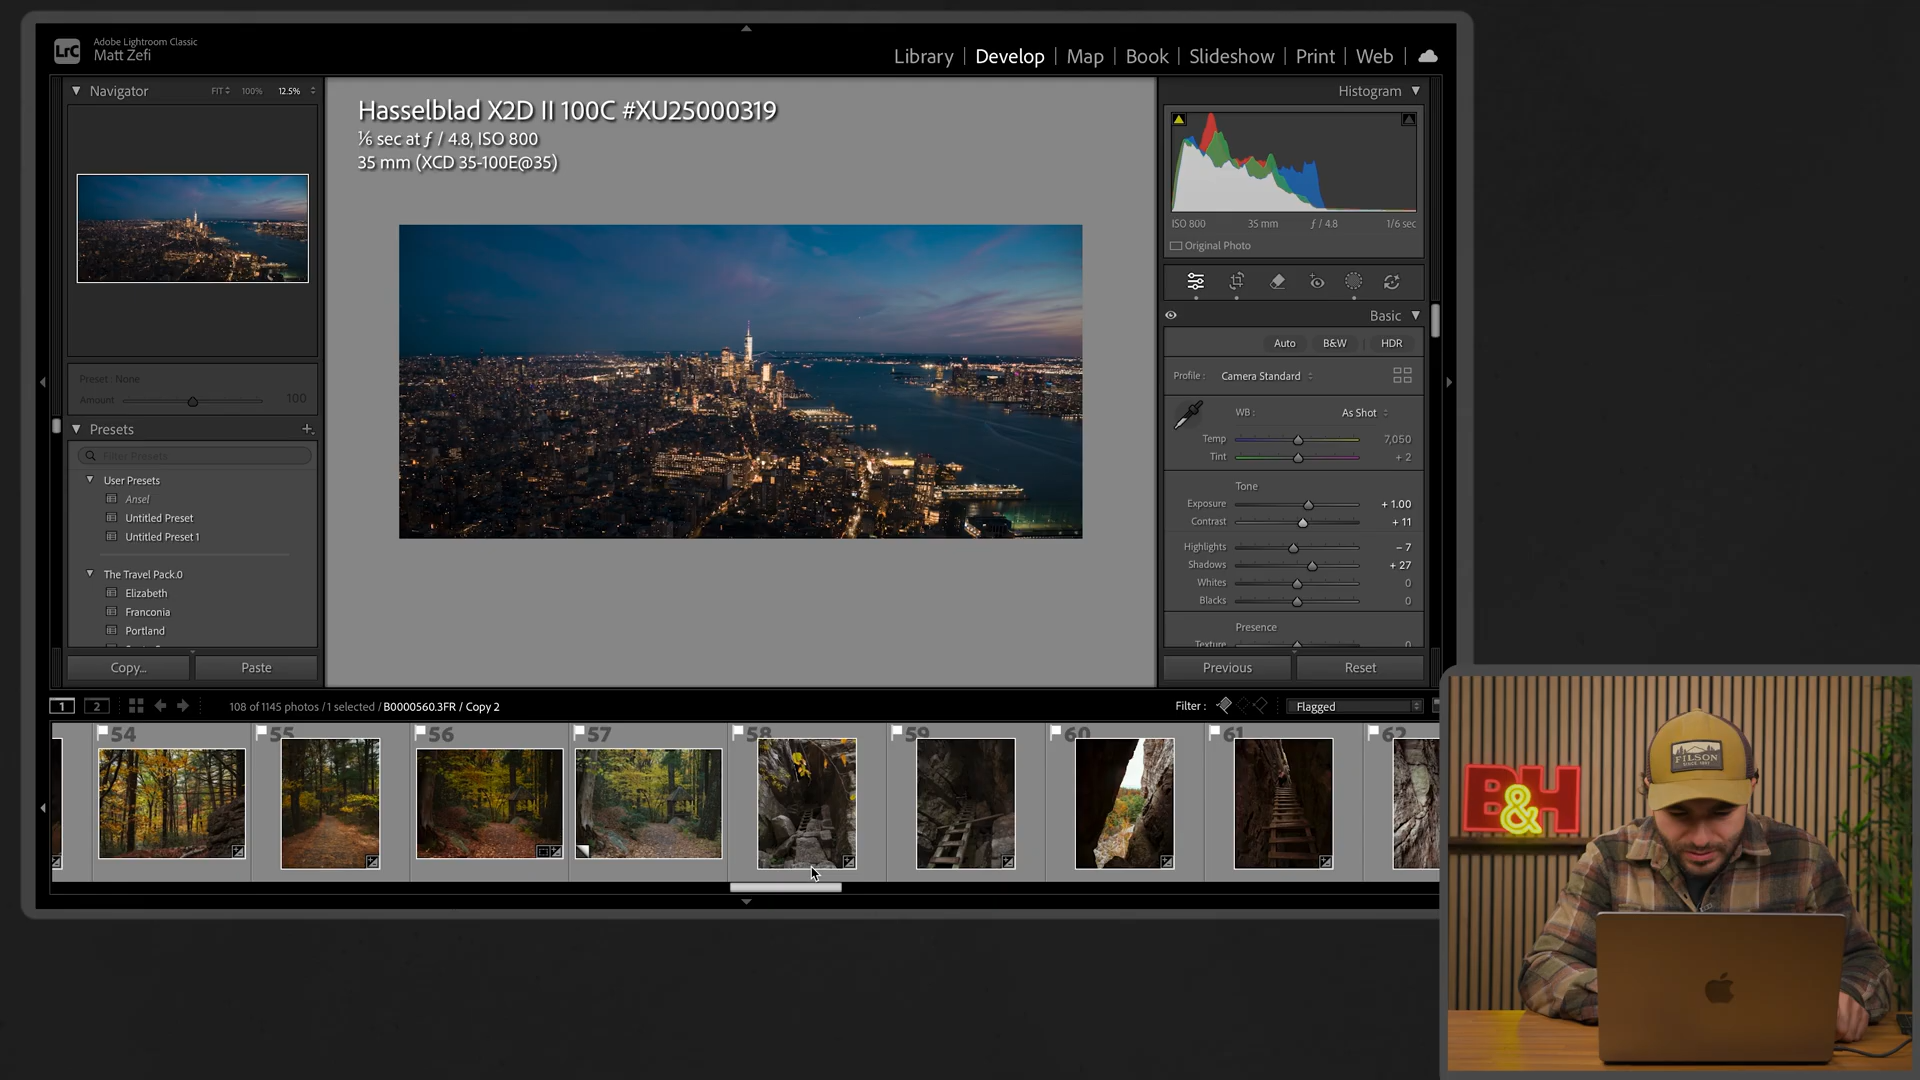 LrC
Adobe Lightroom Classic
Matt Zefi
Library | Develop | Map | Book | Slideshow | Print | Web
Navigator
FIT
100%
12.5%
Hasselblad X2D II 100C #XU25000319
⅙ sec at ƒ / 4.8, ISO 800
35 mm (XCD 35-100E@35)
Histogram
ISO 800
35 mm
ƒ / 4.8
1/6 sec
Original Photo
Basic
Auto
B&W
HDR
Profile :
Camera Standard
WB :
As Shot
Temp
7,050
Tint
+ 2
Tone
Exposure
+ 1.00
Contrast
+ 11
Highlights
– 7
Shadows
+ 27
Whites
0
Blacks
0
Presence
Texture
0
Previous
Reset
Preset : None
Amount
100
Presets
Filter Presets
User Presets
Ansel
Untitled Preset
Untitled Preset 1
The Travel Pack.0
Elizabeth
Franconia
Portland
Copy...
Paste
1
2
108 of 1145 photos / 1 selected / B0000560.3FR / Copy 2
Filter :
Flagged
54
55
56
57
58
59
60
61
62
B&H
FILSON